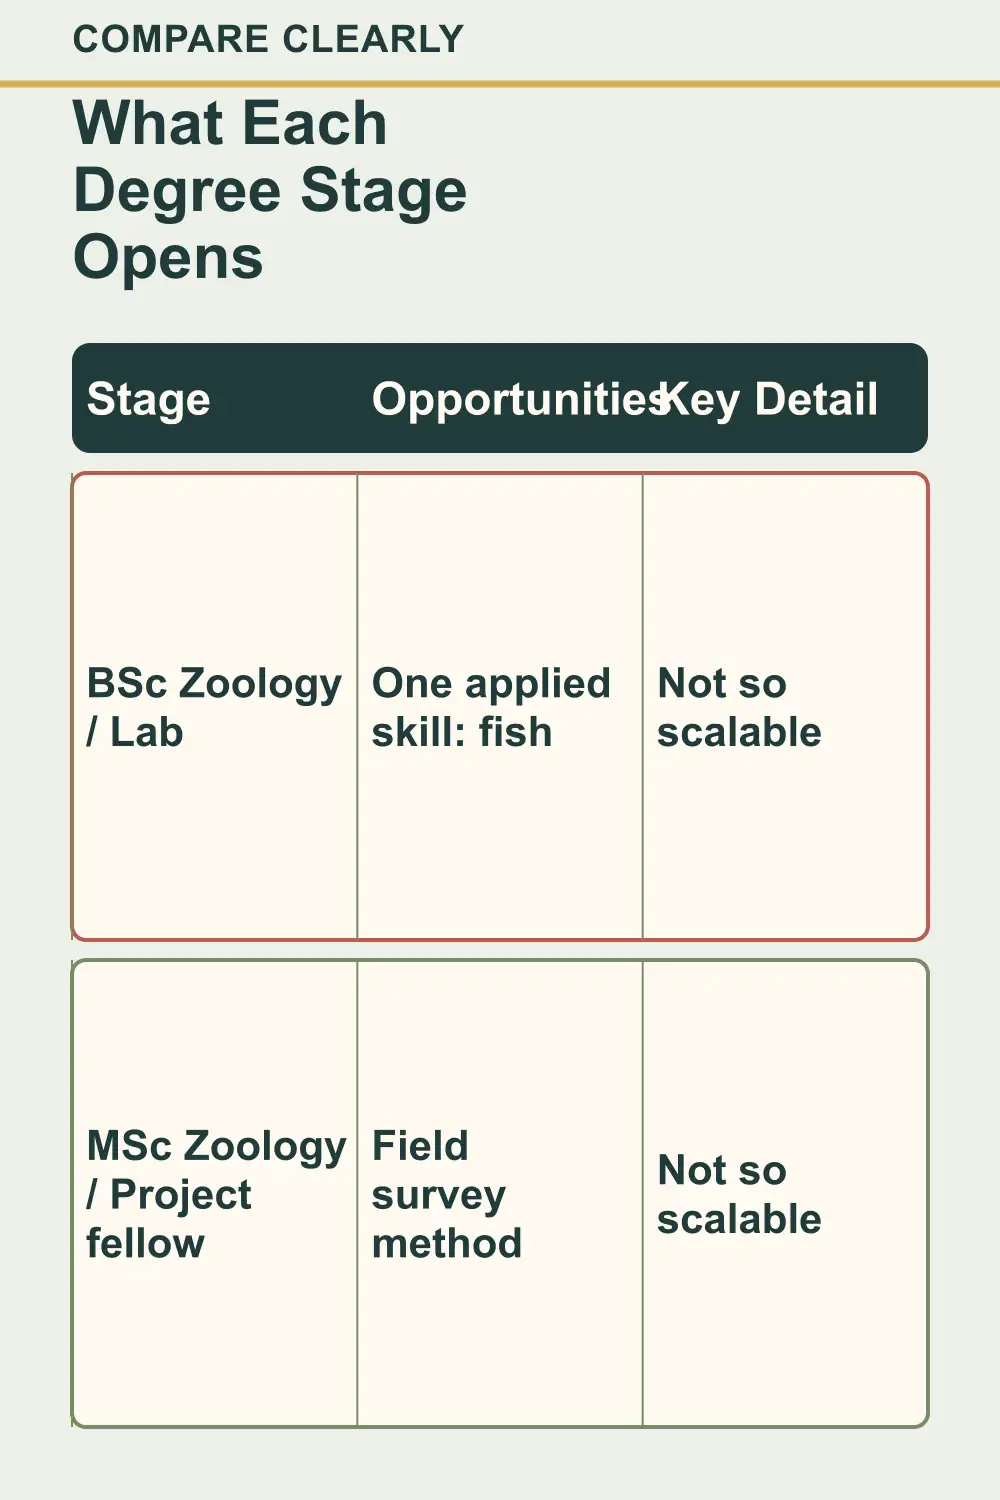 COMPARE CLEARLY
What Each
Degree Stage
Opens
Stage Opportunities Key Detail
BSc Zoology
/ Lab
One applied
skill: fish
Not so
scalable
MSc Zoology
/ Project
fellow
Field
survey
method
Not so
scalable